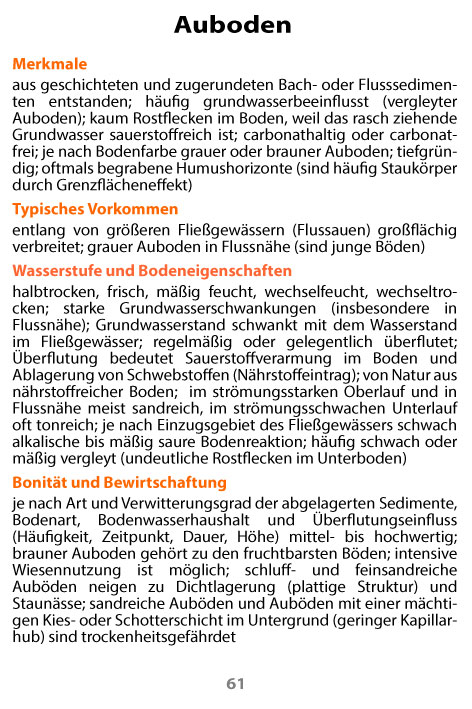 Auboden
Merkmale
aus geschichteten und zugerundeten Bach- oder Flusssedimen-
ten entstanden; häufig grundwasserbeeinflusst (vergleyter
Auboden); kaum Rostflecken im Boden, weil das rasch ziehende
Grundwasser sauerstoffreich ist; carbonathaltig oder carbonat-
frei; je nach Bodenfarbe grauer oder brauner Auboden; tiefgrün-
dig; oftmals begrabene Humushorizonte (sind häufig Staukörper
durch Grenzflächeneffekt)
Typisches Vorkommen
entlang von größeren Fließgewässern (Flussauen) großflächig
verbreitet; grauer Auboden in Flussnähe (sind junge Böden)
Wasserstufe und Bodeneigenschaften
halbtrocken, frisch, mäßig feucht, wechselfeucht, wechseltro-
cken; starke Grundwasserschwankungen (insbesondere in
Flussnähe); Grundwasserstand schwankt mit dem Wasserstand
im Fließgewässer; regelmäßig oder gelegentlich überflutet;
Überflutung bedeutet Sauerstoffverarmung im Boden und
Ablagerung von Schwebstoffen (Nährstoffeintrag); von Natur aus
nährstoffreicher Boden; im strömungsstarken Oberlauf und in
Flussnähe meist sandreich, im strömungsschwachen Unterlauf
oft tonreich; je nach Einzugsgebiet des Fließgewässers schwach
alkalische bis mäßig saure Bodenreaktion; häufig schwach oder
mäßig vergleyt (undeutliche Rostflecken im Unterboden)
Bonität und Bewirtschaftung
je nach Art und Verwitterungsgrad der abgelagerten Sedimente,
Bodenart, Bodenwasserhaushalt und Überflutungseinfluss
(Häufigkeit, Zeitpunkt, Dauer, Höhe) mittel- bis hochwertig;
brauner Auboden gehört zu den fruchtbarsten Böden; intensive
Wiesennutzung ist möglich; schluff- und feinsandreiche
Auböden neigen zu Dichtlagerung (plattige Struktur) und
Staunässe; sandreiche Auböden und Auböden mit einer mächti-
gen Kies- oder Schotterschicht im Untergrund (geringer Kapillar-
hub) sind trockenheitsgefährdet
61